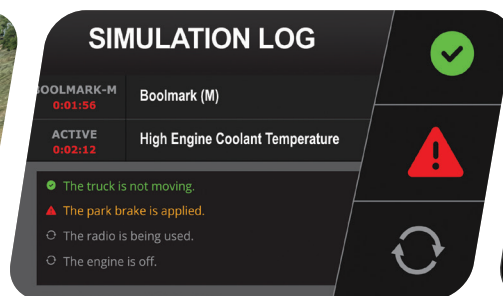 SIMULATION LOG
BOOLMARK-M
0:01:56
Boolmark (M)
ACTIVE
0:02:12
High Engine Coolant Temperature
The truck is not moving.
The park brake is applied.
The radio is being used.
The engine is off.